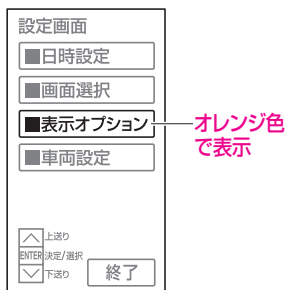 設定画面
■日時設定
■画面選択
■表示オプション
オレンジ色
で表示
■車両設定
上送り
ENTER 決定/選択
下送り
終了